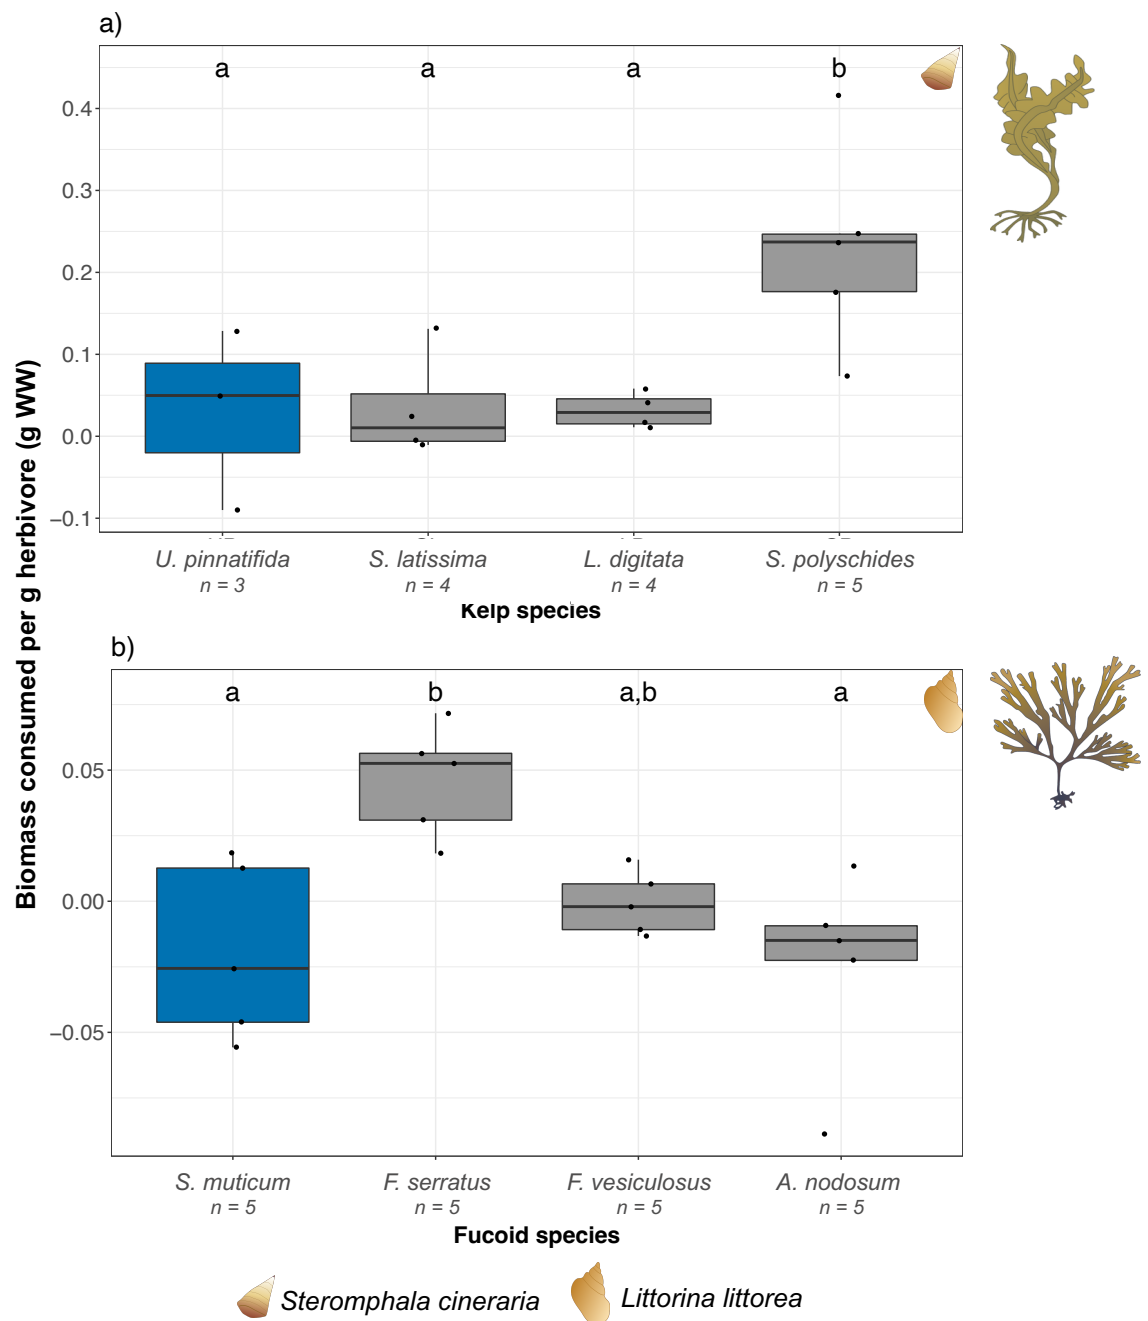 a)
a a a b
0.4
0.3
0.2
0.1
0.0
−0.1
U. pinnatifida S. latissima L. digitata S. polyschides
n = 3 n = 4 n = 4 n = 5
Kelp species
Biomass consumed per g herbivore (g WW)
b)
a b a,b a
0.05
0.00
−0.05
S. muticum F. serratus F. vesiculosus A. nodosum
n = 5 n = 5 n = 5 n = 5
Fucoid species
Steromphala cineraria Littorina littorea